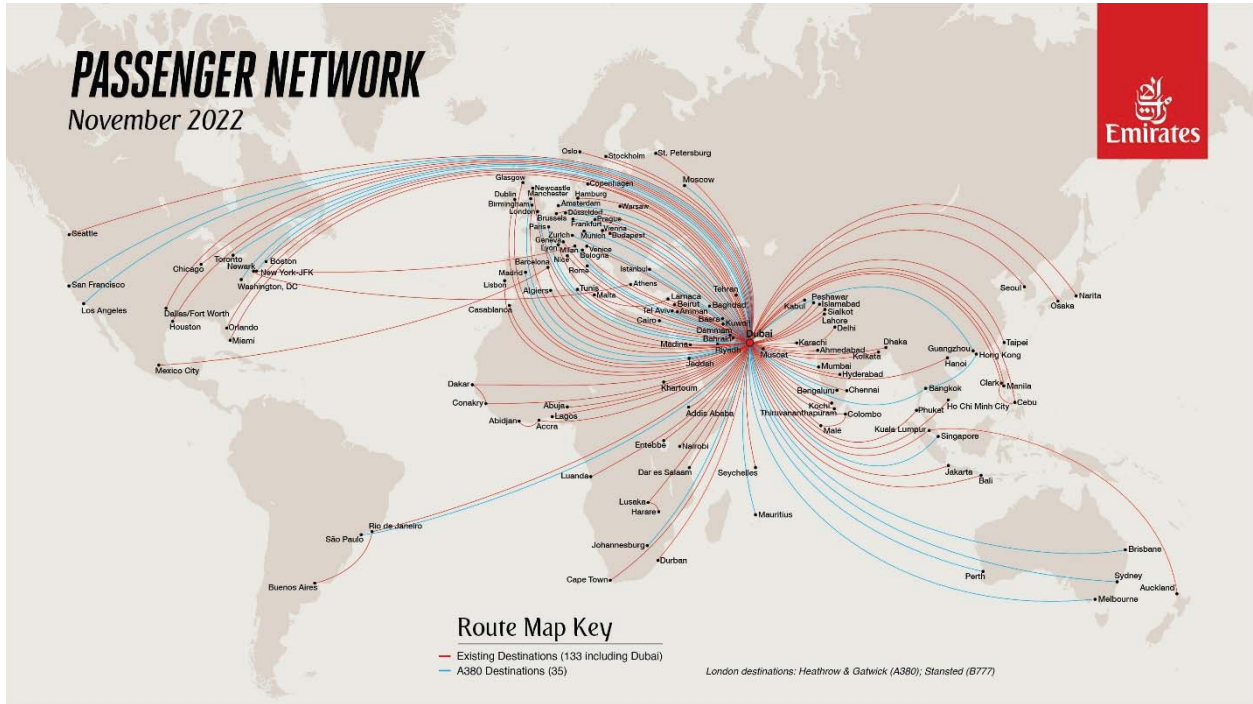 PASSENGER NETWORK
November 2022
الإمارات
Emirates
Oslo
Stockholm
St. Petersburg
Moscow
Glasgow
Newcastle
Copenhagen
Dublin
Manchester
Hamburg
Birmingham
Amsterdam
Warsaw
London
Düsseldorf
Brussels
Prague
Frankfurt
Paris
Vienna
Zurich
Munich
Budapest
Geneva
Lyon
Milan
Venice
Bologna
Nice
Barcelona
Rome
Istanbul
Madrid
Lisbon
Algiers
Tunis
Malta
Athens
Casablanca
Larnaca
Beirut
Tel Aviv
Amman
Cairo
Tehran
Baghdad
Basra
Kuwait
Dammam
Bahrain
Dubai
Riyadh
Muscat
Madina
Jeddah
Seattle
San Francisco
Los Angeles
Chicago
Toronto
Newark
Boston
New York-JFK
Washington, DC
Dallas/Fort Worth
Houston
Orlando
Miami
Mexico City
Kabul
Peshawar
Islamabad
Sialkot
Lahore
Delhi
Karachi
Ahmedabad
Dhaka
Kolkata
Mumbai
Hyderabad
Bengaluru
Chennai
Kochi
Thiruvananthapuram
Colombo
Malé
Seoul
Narita
Osaka
Taipei
Guangzhou
Hong Kong
Hanoi
Clark
Manila
Cebu
Bangkok
Phuket
Ho Chi Minh City
Kuala Lumpur
Singapore
Jakarta
Bali
Dakar
Conakry
Abidjan
Accra
Abuja
Lagos
Khartoum
Addis Ababa
Entebbe
Nairobi
Luanda
Dar es Salaam
Seychelles
Lusaka
Harare
Mauritius
Johannesburg
Durban
Cape Town
Rio de Janeiro
São Paulo
Buenos Aires
Perth
Brisbane
Sydney
Auckland
Melbourne
Route Map Key
Existing Destinations (133 including Dubai)
A380 Destinations (35)
London destinations: Heathrow & Gatwick (A380); Stansted (B777)